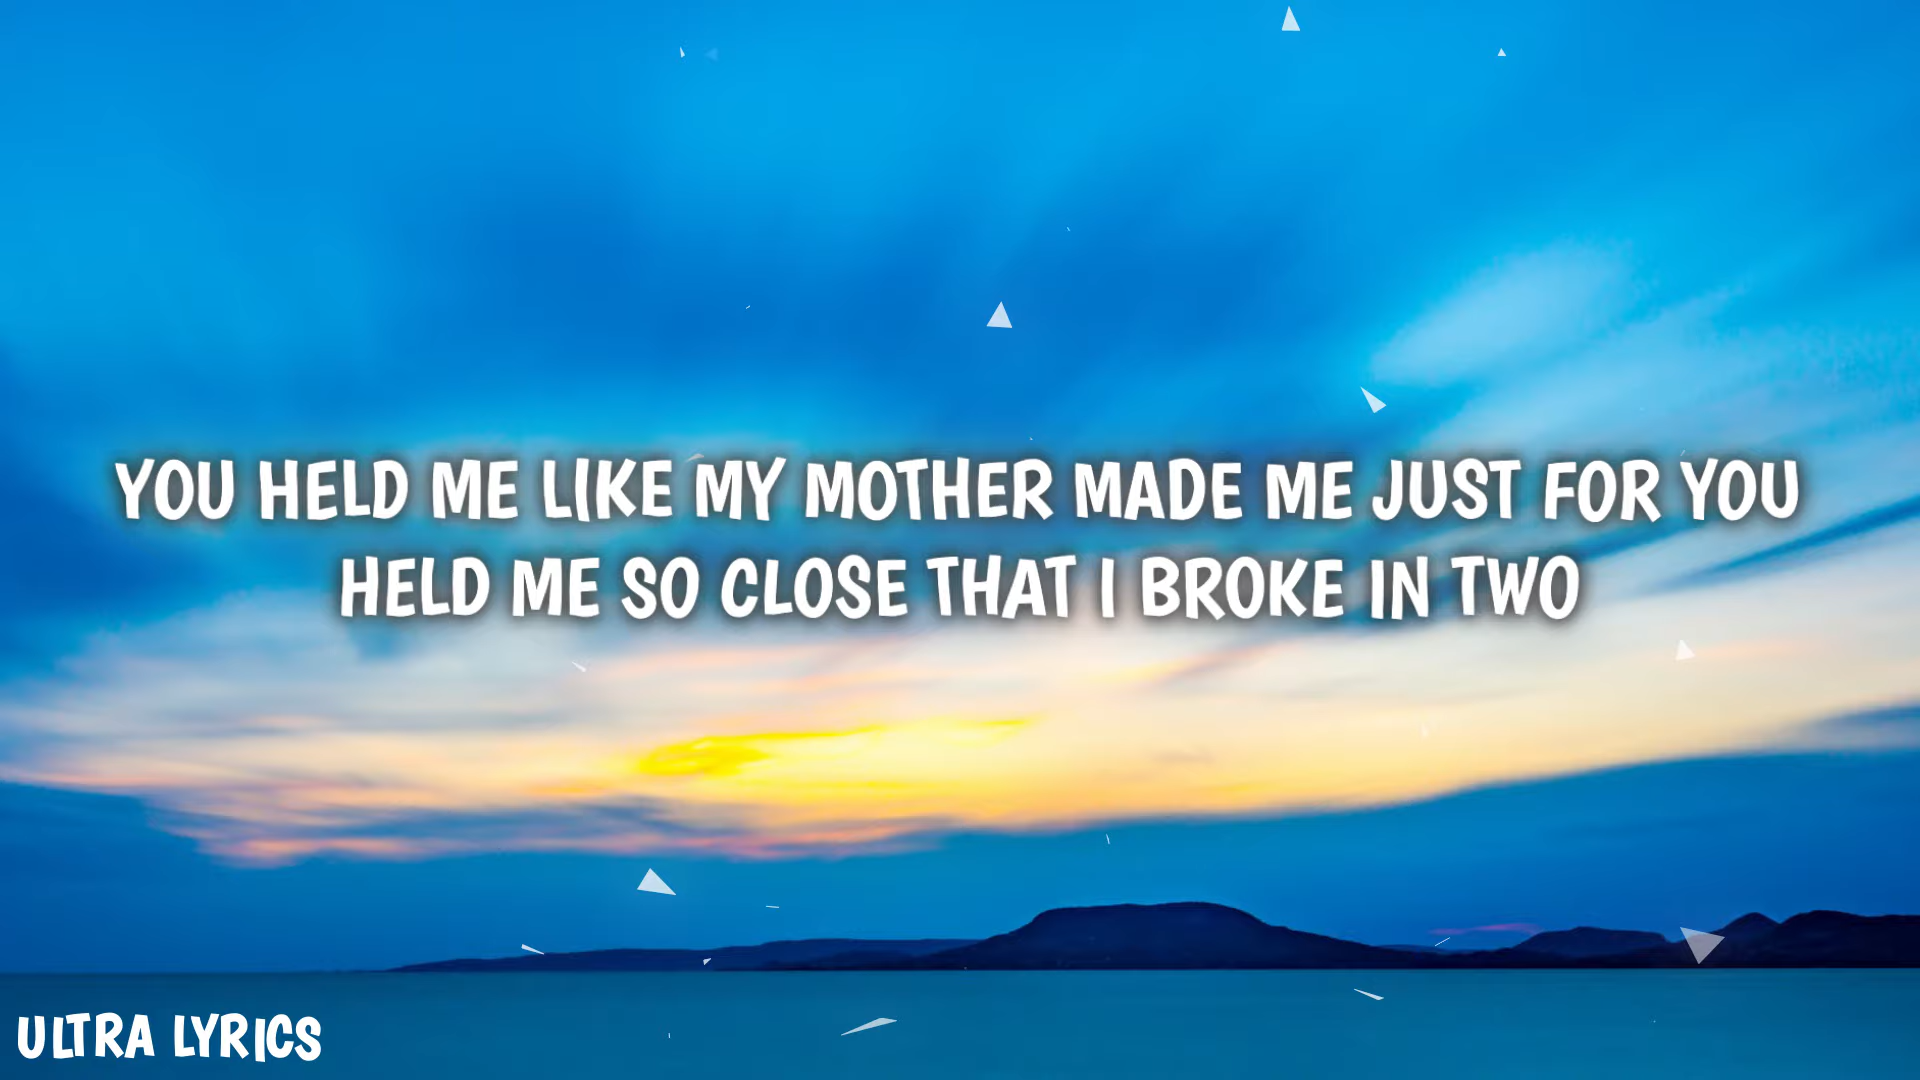 YOU HELD ME LIKE MY MOTHER MADE ME JUST FOR YOU
HELD ME SO CLOSE THAT I BROKE IN TWO
ULTRA LYRICS